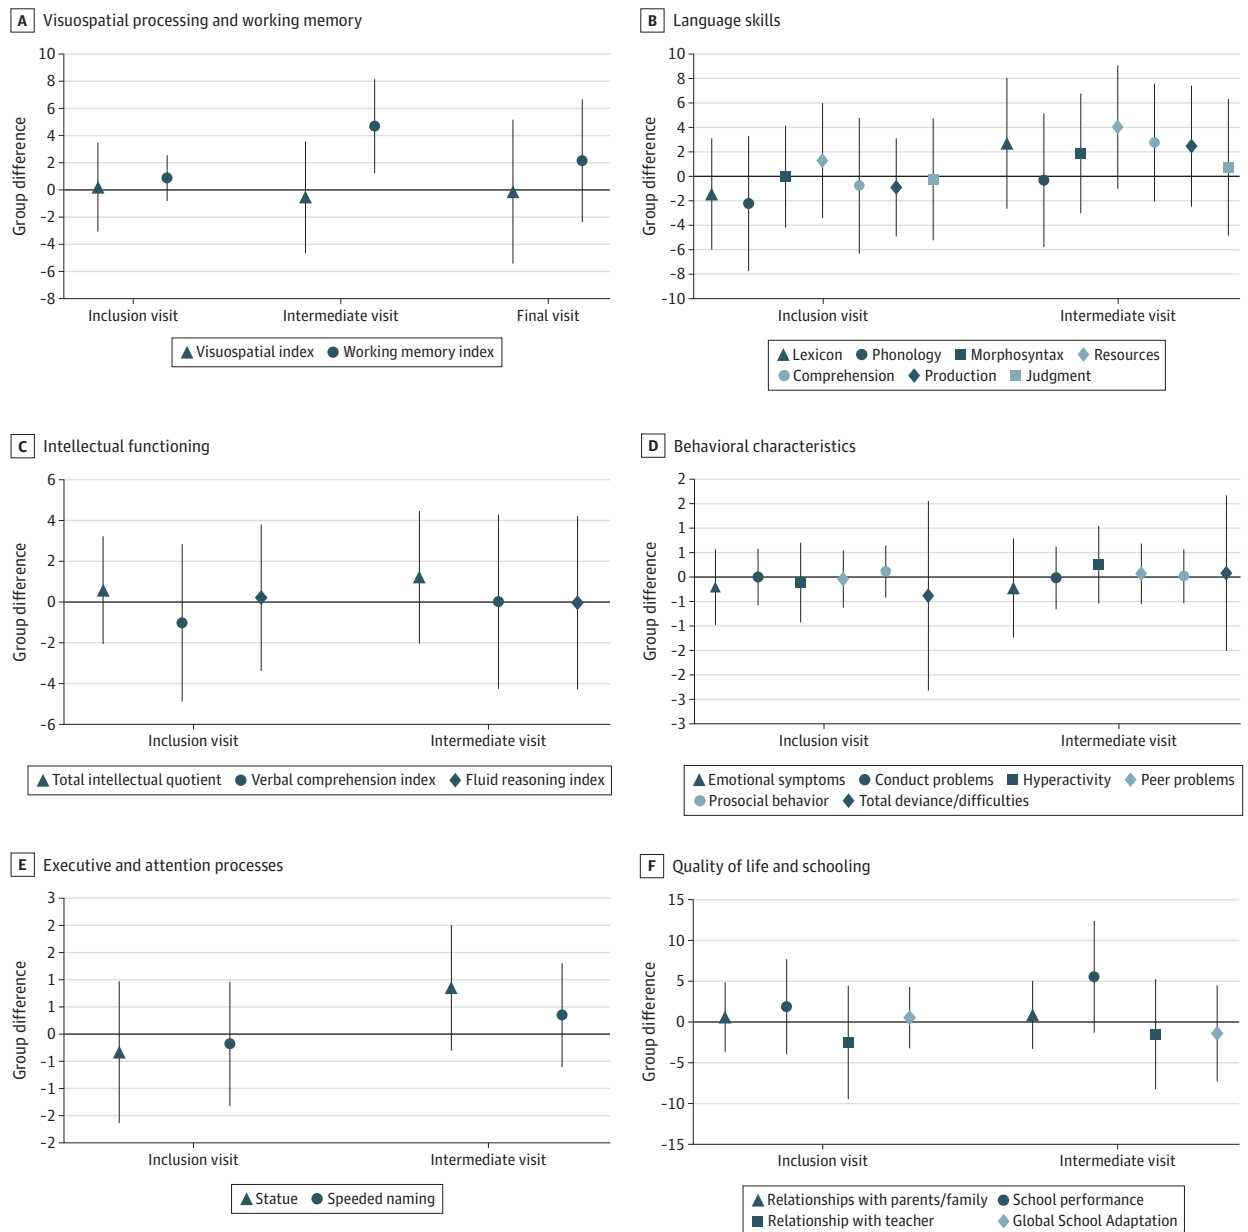 A Visuospatial processing and working memory
10
8
6
4
2
0
-2
-4
-6
-8
Group difference
Inclusion visit Intermediate visit Final visit
Visuospatial index Working memory index
B Language skills
10
8
6
4
2
0
-2
-4
-6
-8
-10
Group difference
Inclusion visit Intermediate visit
Lexicon Phonology Morphosyntax Resources
Comprehension Production Judgment
C Intellectual functioning
6
4
2
0
-2
-4
-6
Group difference
Inclusion visit Intermediate visit
Total intellectual quotient Verbal comprehension index Fluid reasoning index
D Behavioral characteristics
2
2
1
1
0
-1
-1
-2
-2
-3
-3
Group difference
Inclusion visit Intermediate visit
Emotional symptoms Conduct problems Hyperactivity Peer problems
Prosocial behavior Total deviance/difficulties
E Executive and attention processes
3
2
2
1
1
0
-1
-1
-2
-2
Group difference
Inclusion visit Intermediate visit
Statue Speeded naming
F Quality of life and schooling
15
10
5
0
-5
-10
-15
Group difference
Inclusion visit Intermediate visit
Relationships with parents/family School performance
Relationship with teacher Global School Adaptation